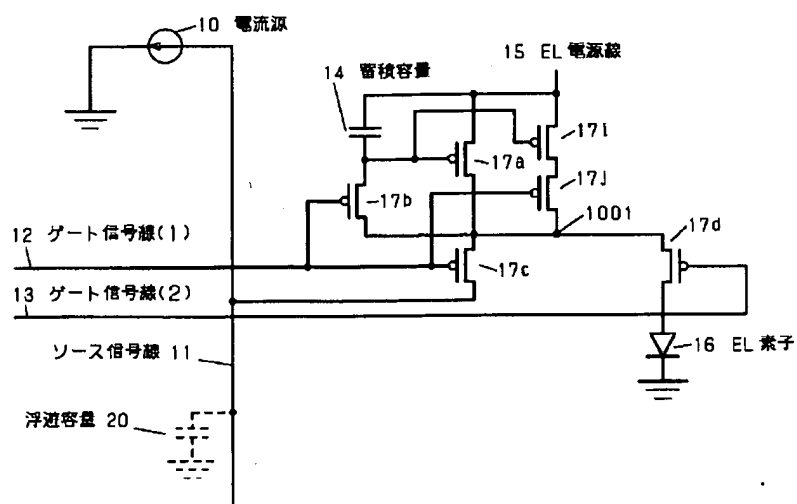 10 電流源
15 EL 電源線
14 蓄積容量
17i
17a
17j
17b
1001
17d
12 ゲート信号線(1)
17c
13 ゲート信号線(2)
ソース信号線 11
16 EL 素子
浮遊容量 20